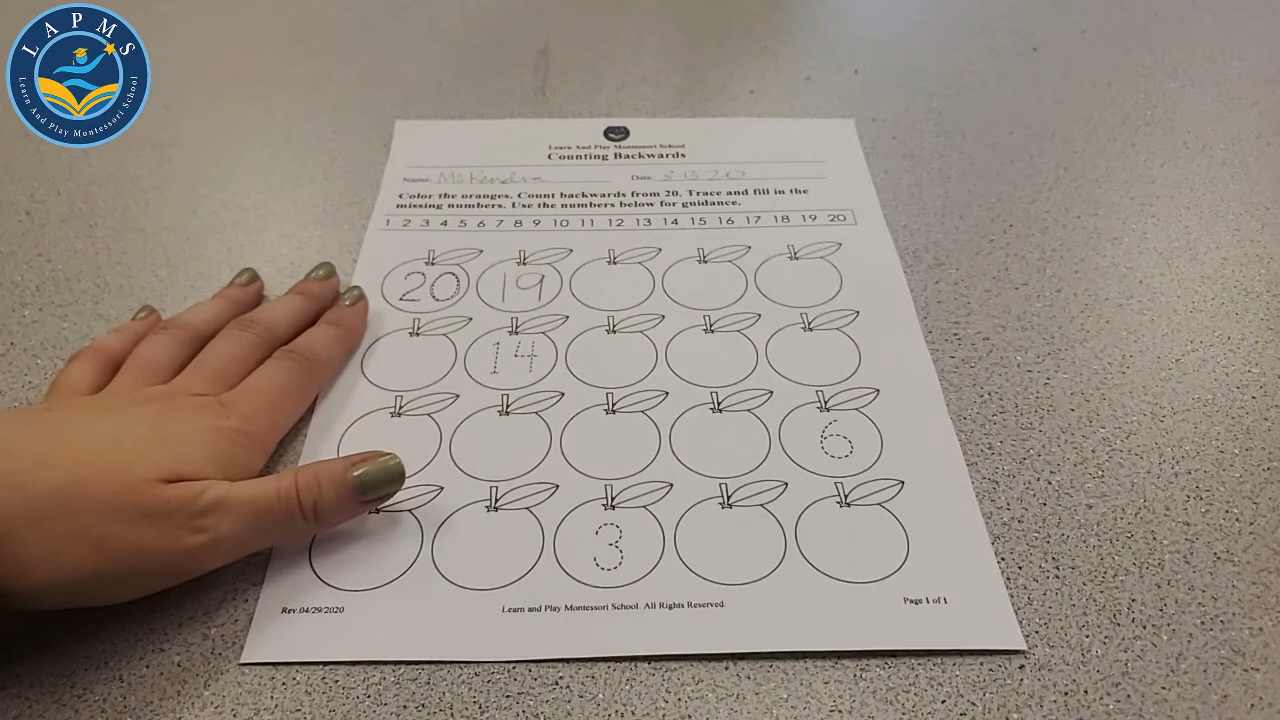 LAPMS
Learn And Play Montessori School
Learn And Play Montessori School
Counting Backwards
Name: Ms Kendra Date:
Color the oranges. Count backwards from 20. Trace and fill in the
missing numbers. Use the numbers below for guidance.
1 2 3 4 5 6 7 8 9 10 11 12 13 14 15 16 17 18 19 20
20 19
14
6
3
Rev.04/29/2020 Learn and Play Montessori School. All Rights Reserved. Page 1 of 1